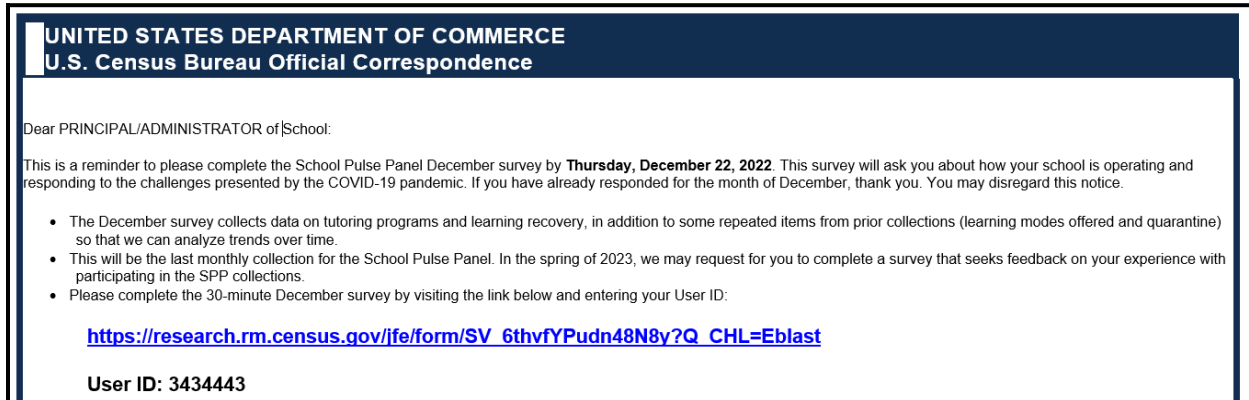 UNITED STATES DEPARTMENT OF COMMERCE
U.S. Census Bureau Official Correspondence
Dear PRINCIPAL/ADMINISTRATOR of School:
This is a reminder to please complete the School Pulse Panel December survey by Thursday, December 22, 2022. This survey will ask you about how your school is operating and
responding to the challenges presented by the COVID-19 pandemic. If you have already responded for the month of December, thank you. You may disregard this notice.
• The December survey collects data on tutoring programs and learning recovery, in addition to some repeated items from prior collections (learning modes offered and quarantine)
so that we can analyze trends over time.
• This will be the last monthly collection for the School Pulse Panel. In the spring of 2023, we may request for you to complete a survey that seeks feedback on your experience with
participating in the SPP collections.
• Please complete the 30-minute December survey by visiting the link below and entering your User ID:
https://research.rm.census.gov/jfe/form/SV_6thvfYPudn48N8y?Q_CHL=Eblast
User ID: 3434443